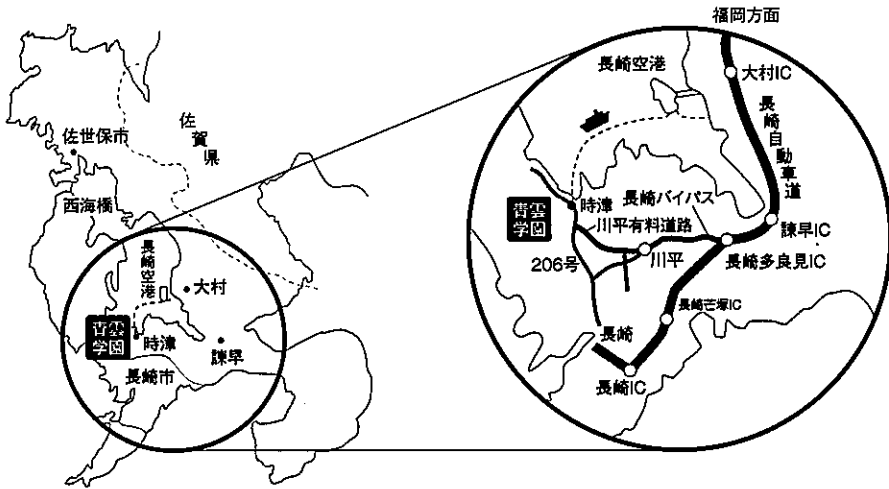 佐世保市
佐賀県
西海橋
長崎空港
大村
青雲
学園
時津
諫早
長崎市
福岡方面
大村IC
長崎空港
長崎自動車道
青雲
学園
時津
長崎バイパス
川平有料道路
諫早IC
206号
川平
長崎多良見IC
長崎芒塚IC
長崎
長崎IC